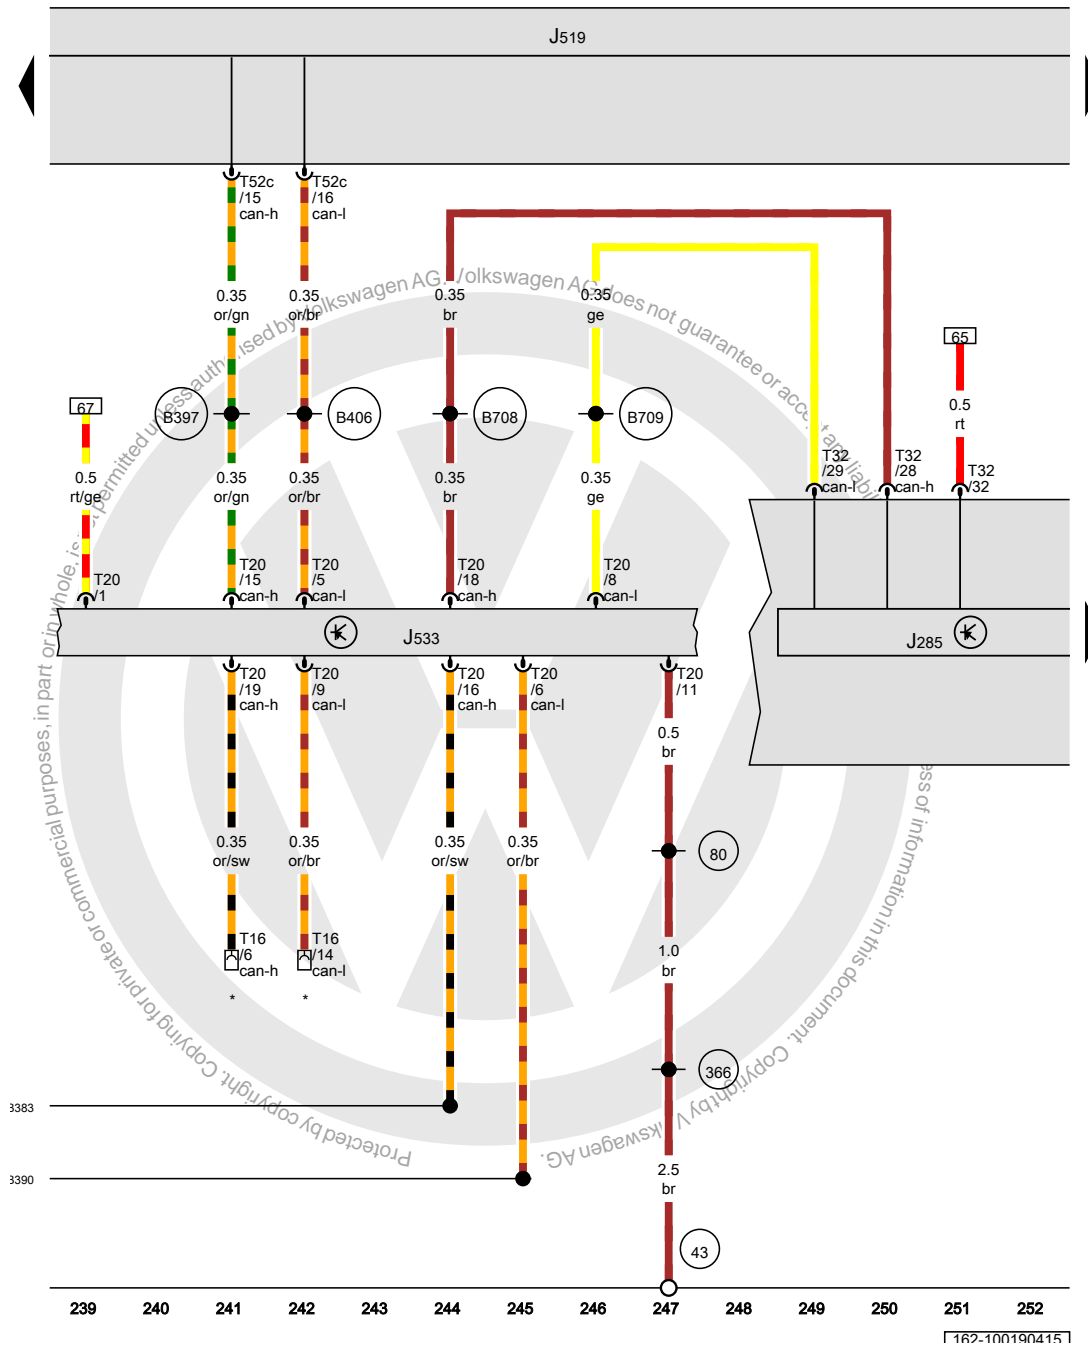 J519
T52c
/15
can-h
T52c
/16
can-l
0.35
or/gn
0.35
or/br
0.35
br
0.35
ge
65
67
B397
B406
B708
B709
0.5
rt
0.5
rt/ge
0.35
or/gn
0.35
or/br
0.35
br
0.35
ge
T32
/29
can-l
T32
/28
can-h
T32
/32
T20
/1
T20
/15
can-h
T20
/5
can-l
T20
/18
can-h
T20
/8
can-l
J533
J285
T20
/19
can-h
T20
/9
can-l
T20
/16
can-h
T20
/6
can-l
T20
/11
0.5
br
0.35
or/sw
0.35
or/br
0.35
or/sw
0.35
or/br
80
T16
/6
can-h
*
T16
/14
can-l
*
1.0
br
366
3383
3390
2.5
br
43
239 240 241 242 243 244 245 246 247 248 249 250 251 252
162-100190415
Protected by copyright. Copying for private or commercial purposes, in part or in whole, is not permitted unless authorised by Volkswagen AG. Volkswagen AG does not guarantee or accept any liability
ess of information in this document. Copyright by Volkswagen AG.